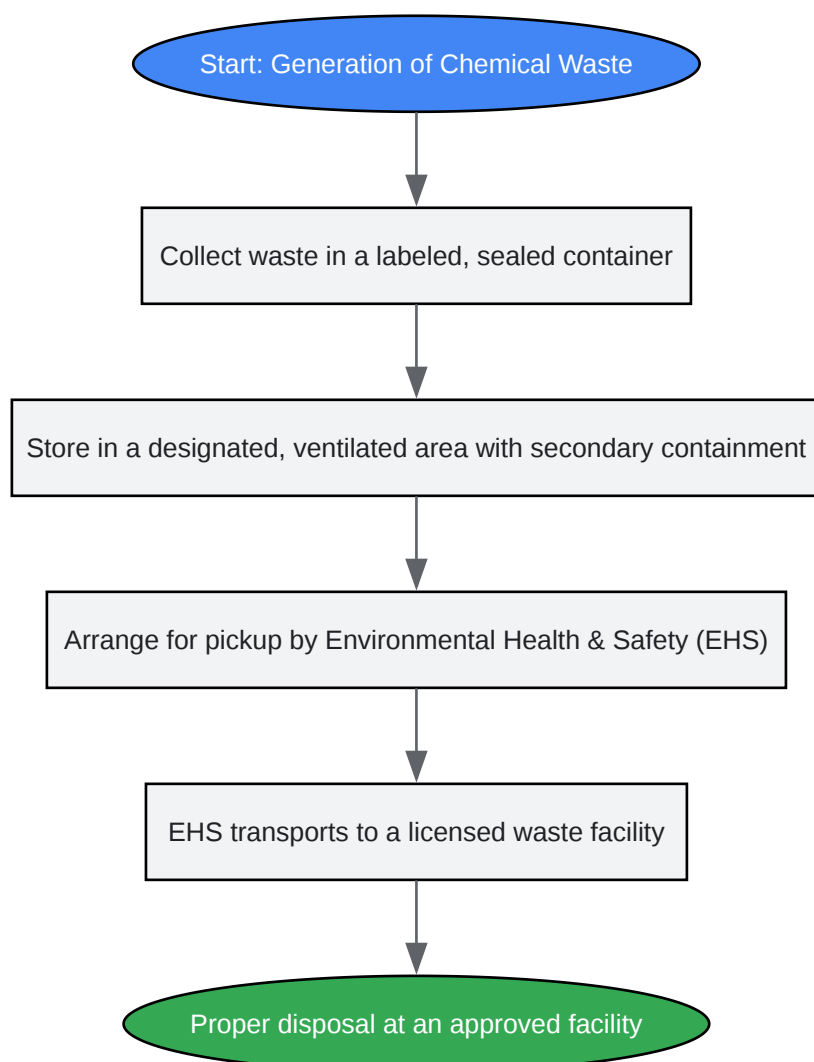 Start: Generation of Chemical Waste
Collect waste in a labeled, sealed container
Store in a designated, ventilated area with secondary containment
Arrange for pickup by Environmental Health & Safety (EHS)
EHS transports to a licensed waste facility
Proper disposal at an approved facility